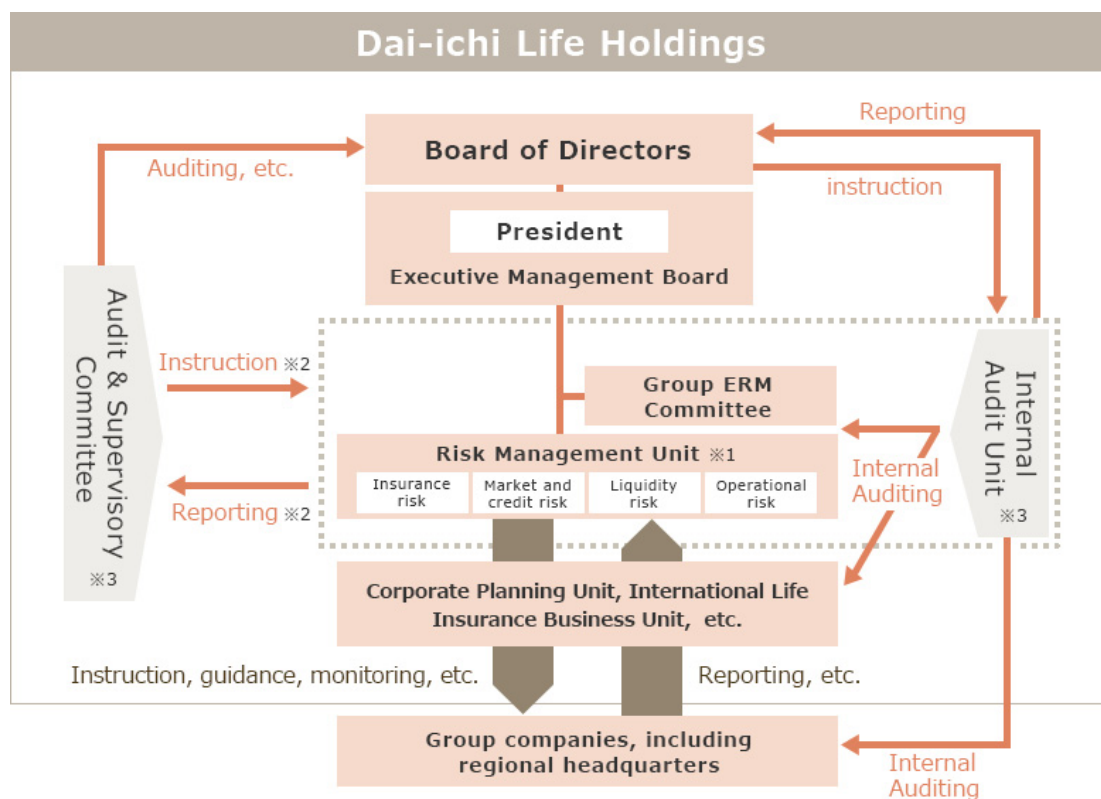 Dai-ichi Life Holdings
Reporting
Board of Directors
Auditing, etc.
instruction
President
Executive Management Board
Audit & Supervisory
Committee
※3
Instruction ※2
Reporting ※2
Group ERM
Committee
Risk Management Unit ※1
Insurance
risk
Market and
credit risk
Liquidity
risk
Operational
risk
Internal
Auditing
Internal
Audit Unit
※3
Corporate Planning Unit, International Life
Insurance Business Unit, etc.
Instruction, guidance, monitoring, etc.
Reporting, etc.
Group companies, including
regional headquarters
Internal
Auditing